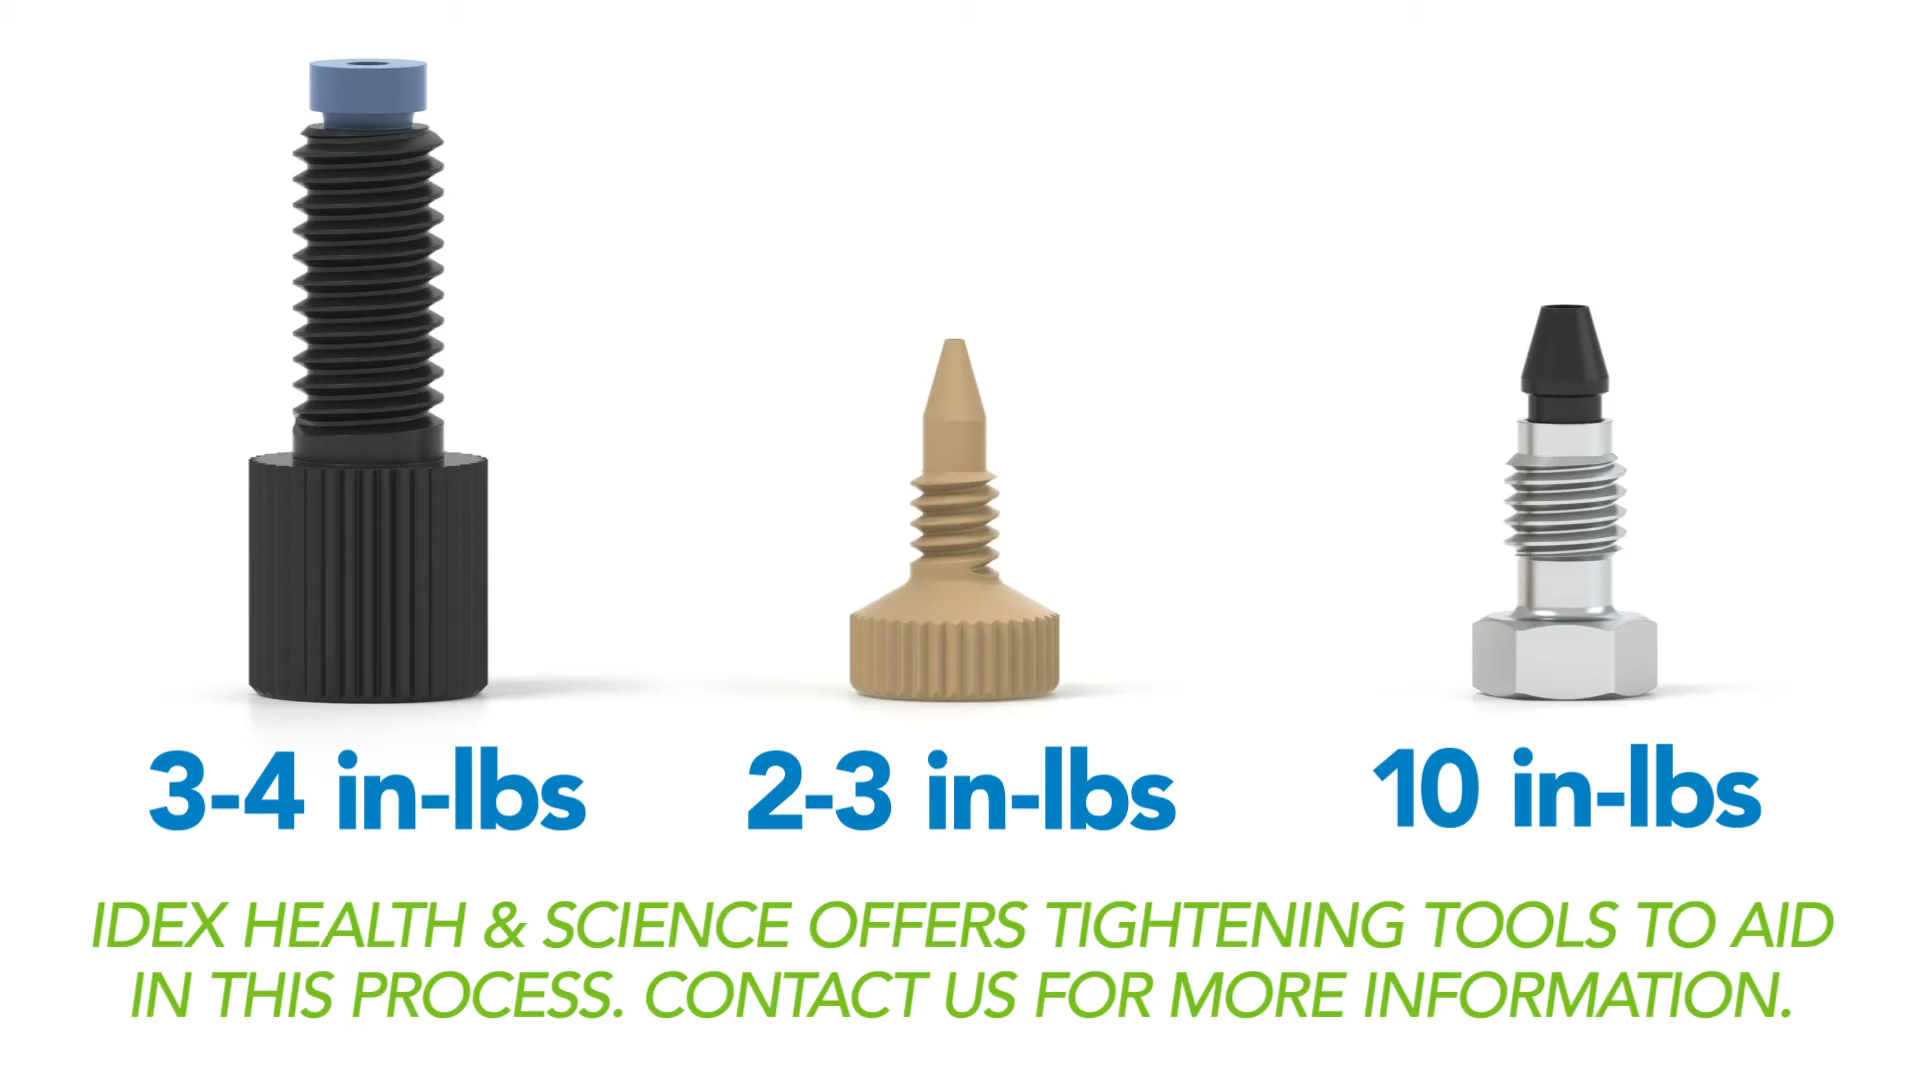 3-4 in-lbs
2-3 in-lbs
10 in-lbs
IDEX HEALTH & SCIENCE OFFERS TIGHTENING TOOLS TO AID
IN THIS PROCESS. CONTACT US FOR MORE INFORMATION.